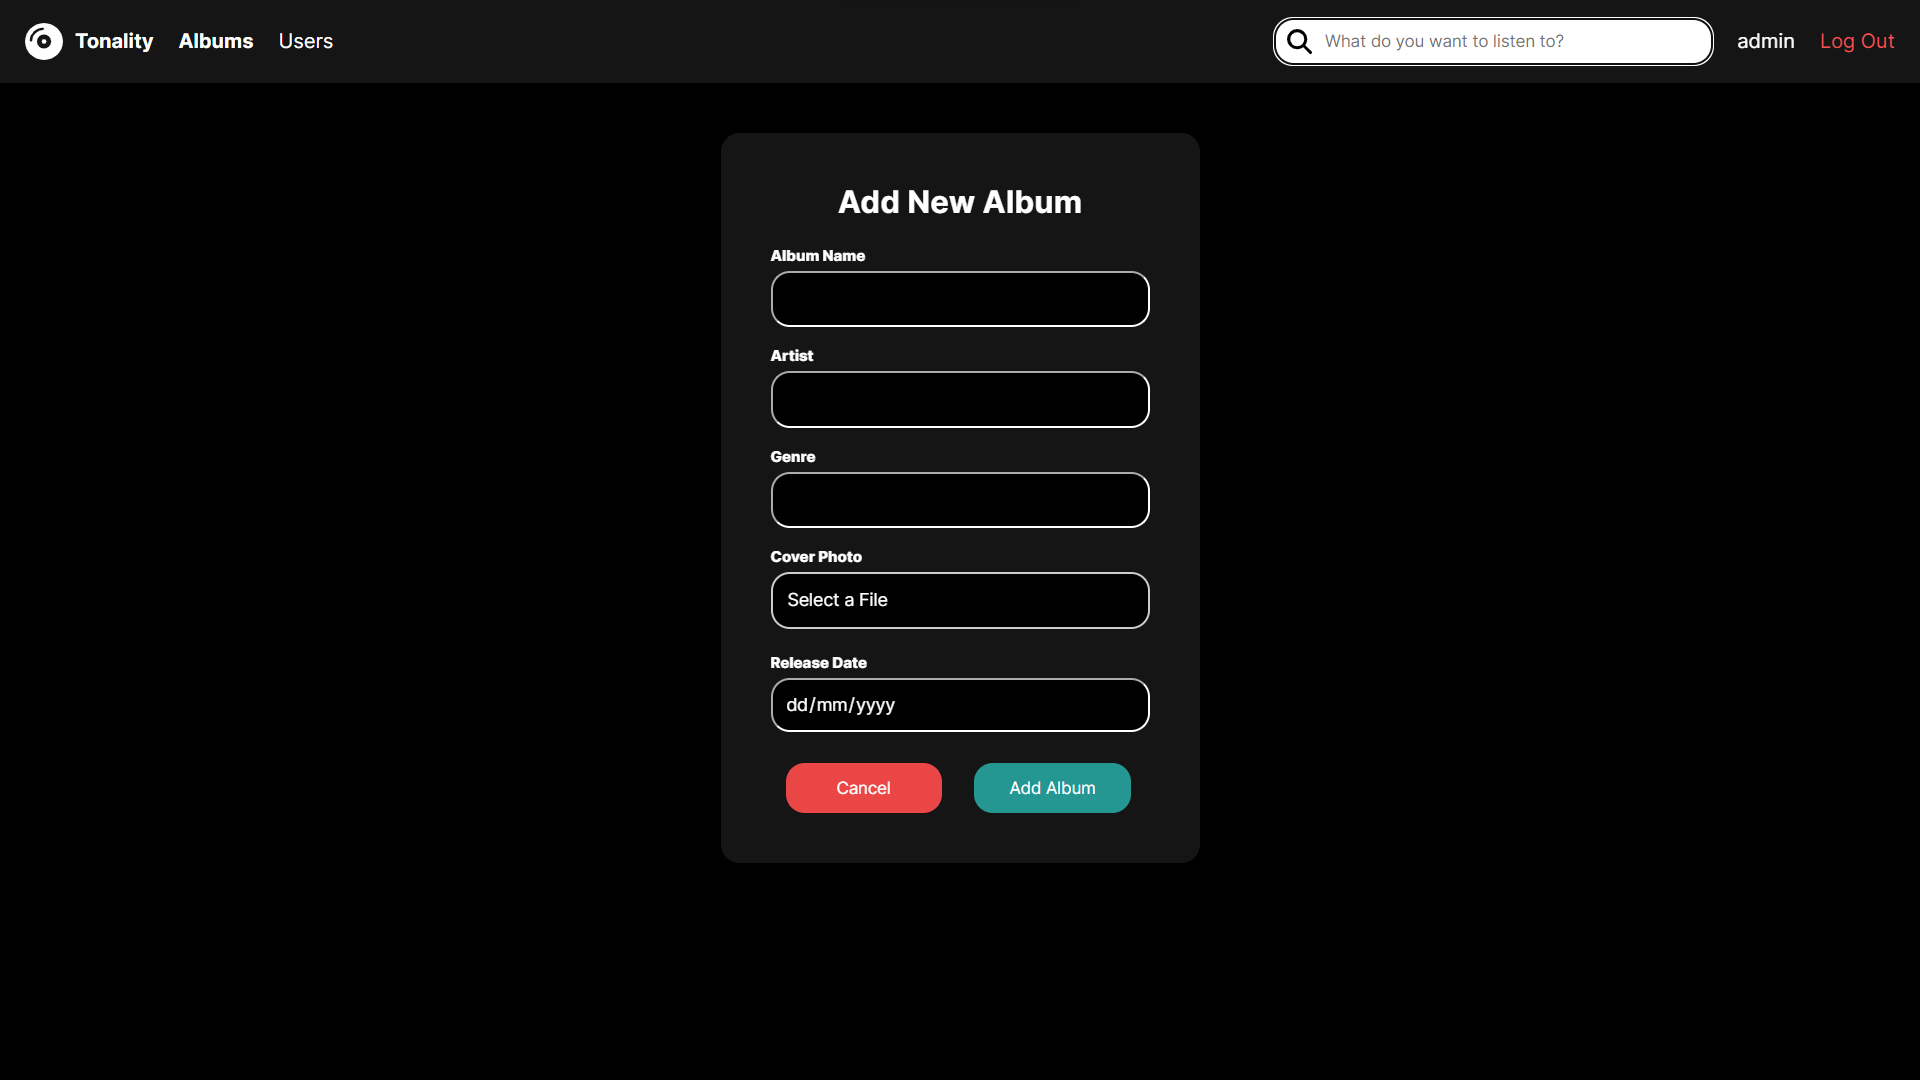 Tonality Albums Users What do you want to listen to? admin Log Out
Add New Album
Album Name
Artist
Genre
Cover Photo
Select a File
Release Date
dd/mm/yyyy
Cancel Add Album